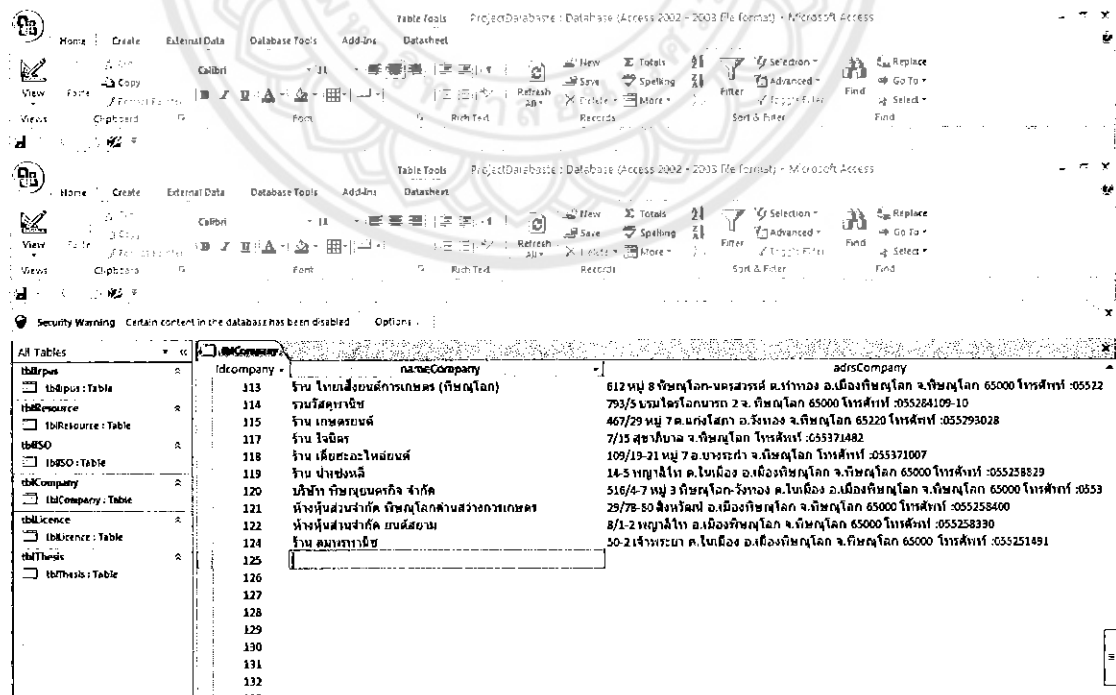 Table Tools ProjectDarabaste : Database (Access 2002 - 2003 file format) - Microsoft Access
Home Create External Data Database Tools Add-Ins Datasheet
Copy Calibri 11 New Totals Selection Replace
View Paste Format Painter B I U A Refresh All Save Spelling Filter Advanced Find Go To
Delete More Toggle Filter Select
Views Clipboard Font Rich Text Records Sort & Filter Find
Table Tools ProjectDarabaste : Database (Access 2002 - 2003 file format) - Microsoft Access
Home Create External Data Database Tools Add-Ins Datasheet
Calibri 11 New Totals Selection Replace
View B I U A Refresh All Save Spelling Filter Advanced Find Go To
Delete More Toggle Filter Select
Views Clipboard Font Rich Text Records Sort & Filter Find
Security Warning Certain content in the database has been disabled Options...
All Tables tblCompany
idcompany nameCompany adrsCompany
tblIrpus
tblIrpus : Table
tblResource
tblResource : Table
tblISO
tblISO : Table
tblCompany
tblCompany : Table
tblLicence
tblLicence : Table
tblThesis
tblThesis : Table
113 ร้าน ไทยเส็งยนต์การเกษตร (พิษณุโลก) 612 หมู่ 8 พิษณุโลก-นครสวรรค์ ต.ท่าทอง อ.เมืองพิษณุโลก จ.พิษณุโลก 65000 โทรศัพท์ :05522
114 รวมวัสดุพานิช 793/5 บรมไตรโลกนารถ 2 จ.พิษณุโลก 65000 โทรศัพท์ :055284109-10
115 ร้าน เกษตรยนต์ 467/29 หมู่ 7 ต.แก่งโสภา อ.วังทอง จ.พิษณุโลก 65220 โทรศัพท์ :055293028
117 ร้าน ใจมิตร 7/15 สุขาภิบาล จ.พิษณุโลก โทรศัพท์ :055371482
118 ร้าน เคี้ยฮะอะไหล่ยนต์ 109/19-21 หมู่ 7 อ.บางระกำ จ.พิษณุโลก โทรศัพท์ :055371007
119 ร้าน น่ำเซ่งหลี 14-5 พญาลิไท ต.ในเมือง อ.เมืองพิษณุโลก จ.พิษณุโลก 65000 โทรศัพท์ :055258829
120 บริษัท พิษณุยนตรกิจ จำกัด 516/4-7 หมู่ 3 พิษณุโลก-วังทอง ต.ในเมือง อ.เมืองพิษณุโลก จ.พิษณุโลก 65000 โทรศัพท์ :0553
121 ห้างหุ้นส่วนจำกัด พิษณุโลกด่านสว่างการเกษตร 29/78-80 สิงหวัฒน์ อ.เมืองพิษณุโลก จ.พิษณุโลก 65000 โทรศัพท์ :055258400
122 ห้างหุ้นส่วนจำกัด ยนต์สยาม 8/1-2 พญาลิไท อ.เมืองพิษณุโลก จ.พิษณุโลก 65000 โทรศัพท์ :055258330
124 ร้าน สมพรพานิช 50-2 เจ้าพระยา ต.ในเมือง อ.เมืองพิษณุโลก จ.พิษณุโลก 65000 โทรศัพท์ :055251491
125
126
127
128
129
130
131
132